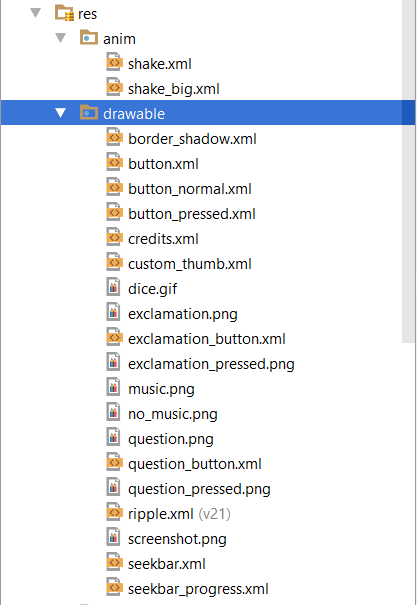 res
anim
shake.xml
shake_big.xml
drawable
border_shadow.xml
button.xml
button_normal.xml
button_pressed.xml
credits.xml
custom_thumb.xml
dice.gif
exclamation.png
exclamation_button.xml
exclamation_pressed.png
music.png
no_music.png
question.png
question_button.xml
question_pressed.png
ripple.xml (v21)
screenshot.png
seekbar.xml
seekbar_progress.xml